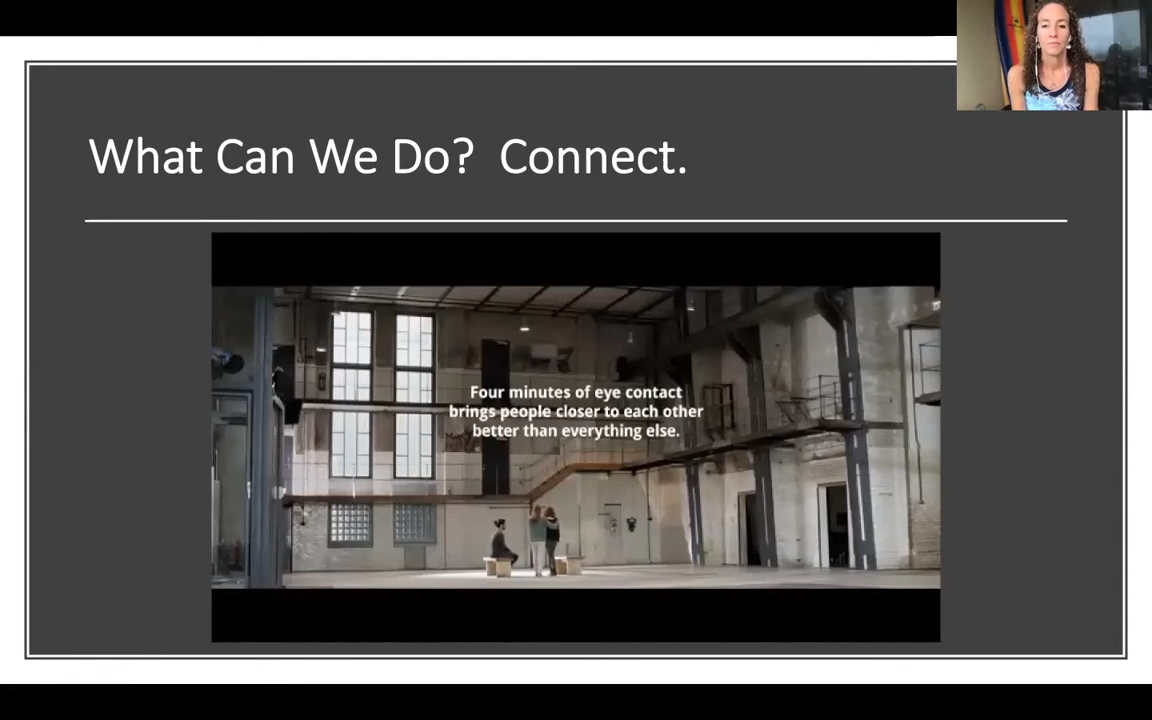 What Can We Do?  Connect.
Four minutes of eye contact
brings people closer to each other
better than everything else.